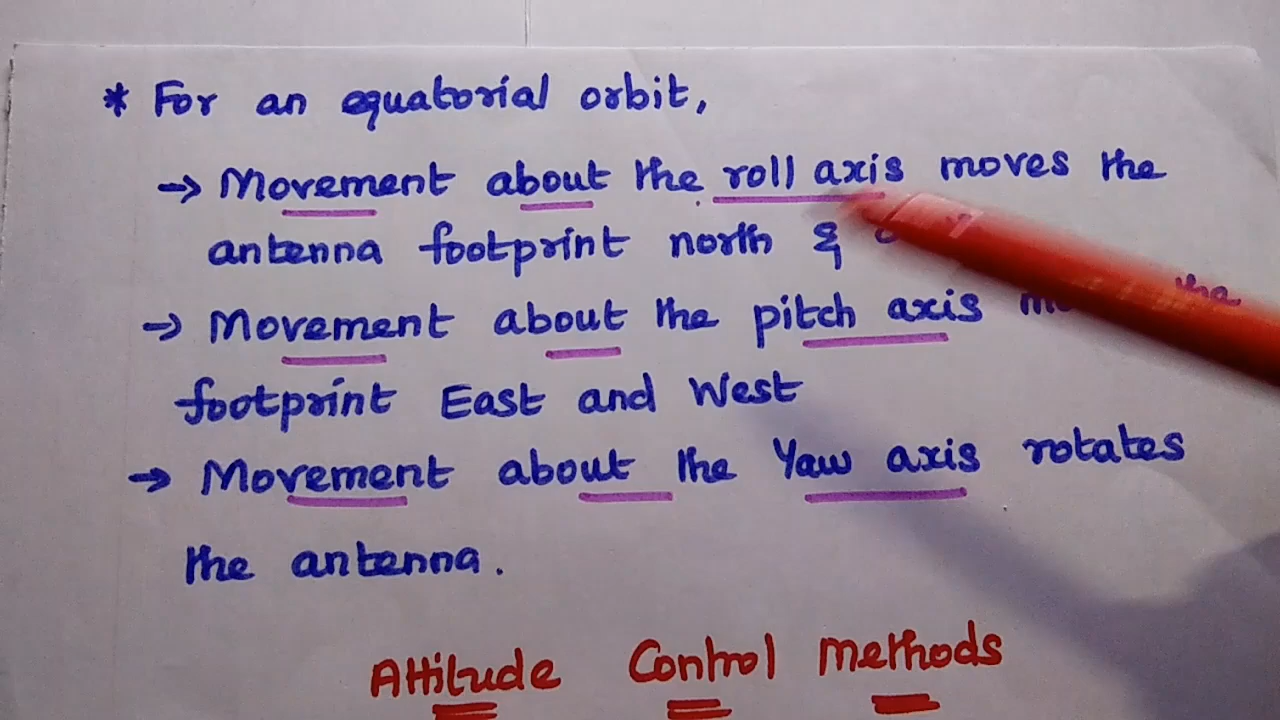 * For an equatorial orbit,
→ Movement about the roll axis moves the
antenna footprint north &
→ Movement about the pitch axis the
footprint East and West
→ Movement about the Yaw axis rotates
the antenna.
Attitude Control Methods